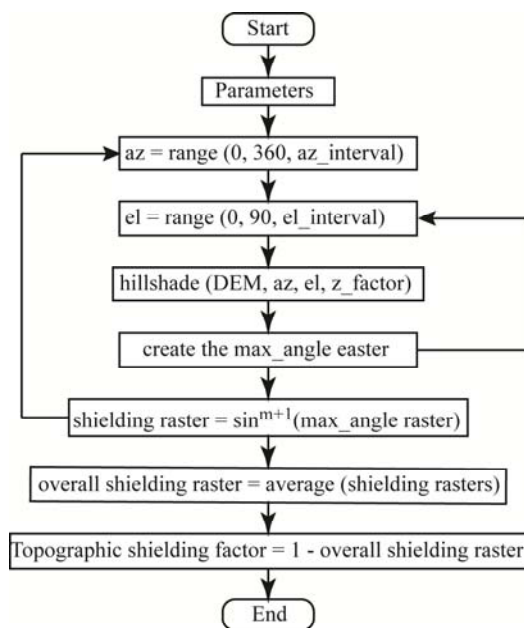 Start
Parameters
az = range (0, 360, az_interval)
el = range (0, 90, el_interval)
hillshade (DEM, az, el, z_factor)
create the max_angle easter
shielding raster = sin^{m+1}(max_angle raster)
overall shielding raster = average (shielding rasters)
Topographic shielding factor = 1 - overall shielding raster
End